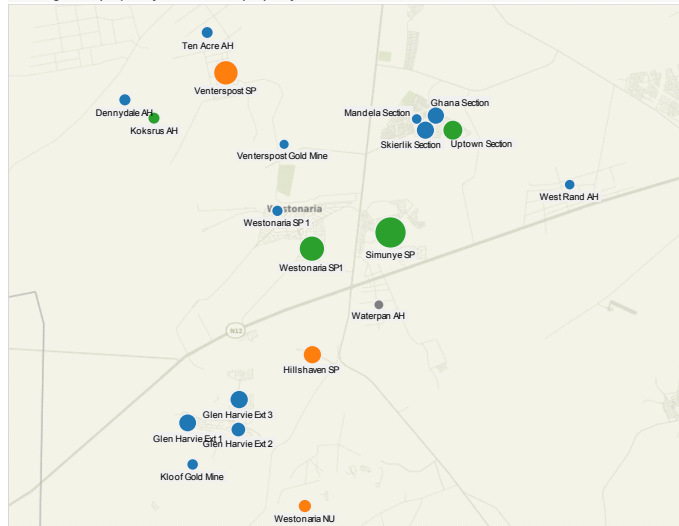 Ten Acre AH
Venterspost SP
Dennydale AH
Koksrus AH
Ghana Section
Mandela Section
Skierlik Section
Uptown Section
Venterspost Gold Mine
West Rand AH
Westonaria
Westonaria SP 1
Simunye SP
Westonaria SP1
Waterpan AH
N12
Hillshaven SP
Glen Harvie Ext 3
Glen Harvie Ext 1
Glen Harvie Ext 2
Kloof Gold Mine
Westonaria NU